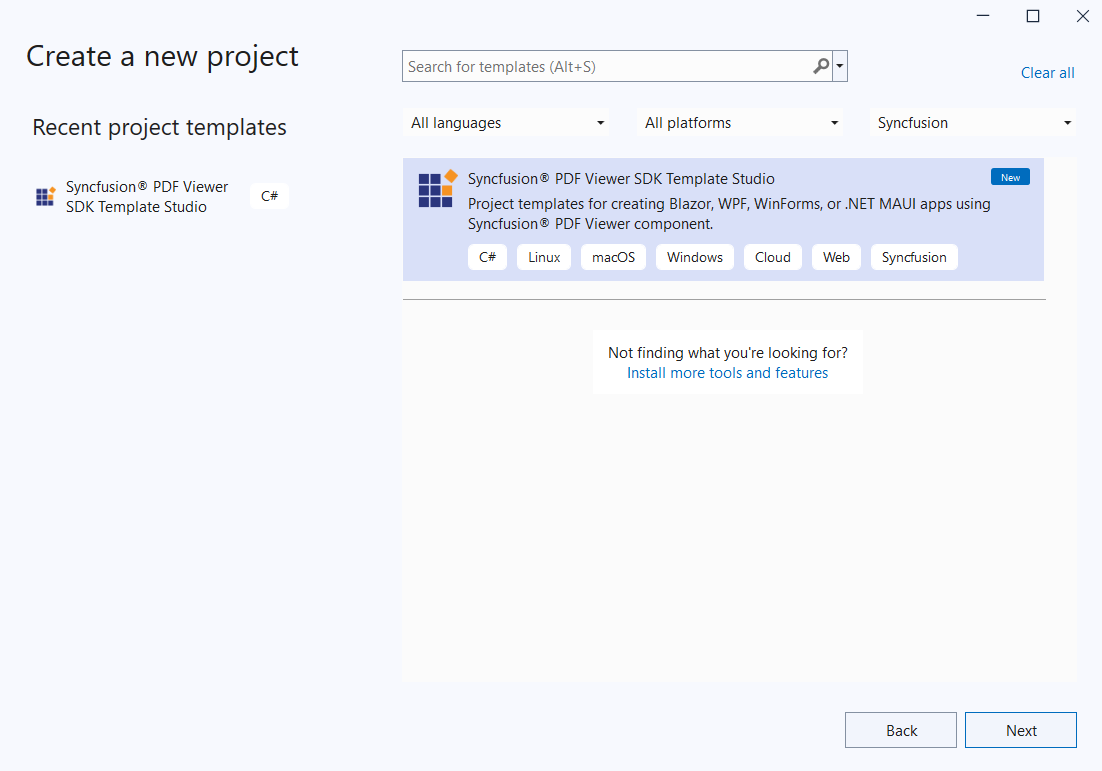 Create a new project
Search for templates (Alt+S)
Clear all
Recent project templates
All languages
All platforms
Syncfusion
Syncfusion® PDF Viewer
SDK Template Studio
C#
Syncfusion® PDF Viewer SDK Template Studio
New
Project templates for creating Blazor, WPF, WinForms, or .NET MAUI apps using
Syncfusion® PDF Viewer component.
C#
Linux
macOS
Windows
Cloud
Web
Syncfusion
Not finding what you're looking for?
Install more tools and features
Back
Next